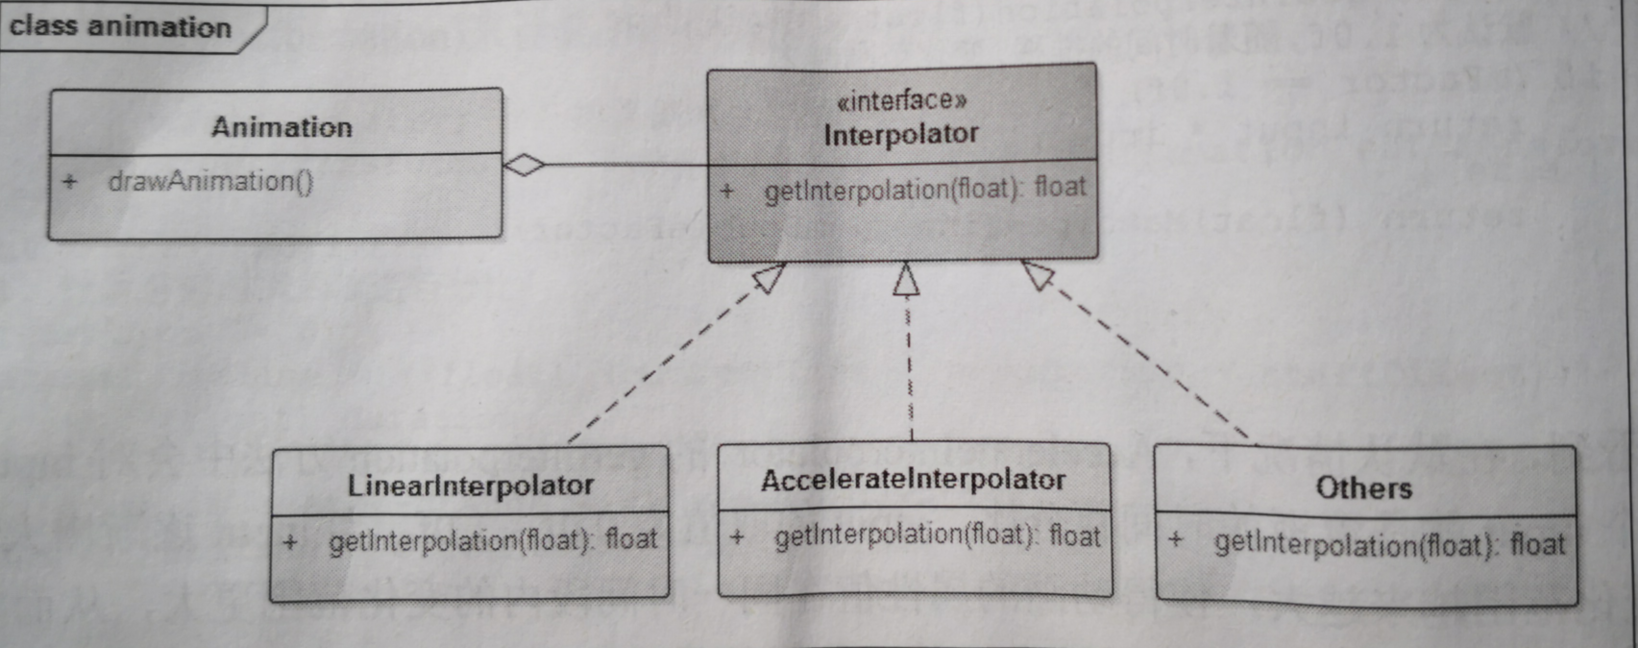 class animation
Animation
+ drawAnimation()
«interface»
Interpolator
+ getInterpolation(float): float
LinearInterpolator
+ getInterpolation(float): float
AccelerateInterpolator
+ getInterpolation(float): float
Others
+ getInterpolation(float): float